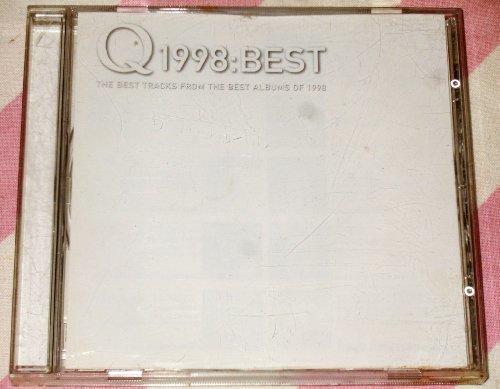 Q 1998:BEST
THE BEST TRACKS FROM THE BEST ALBUMS OF 1998